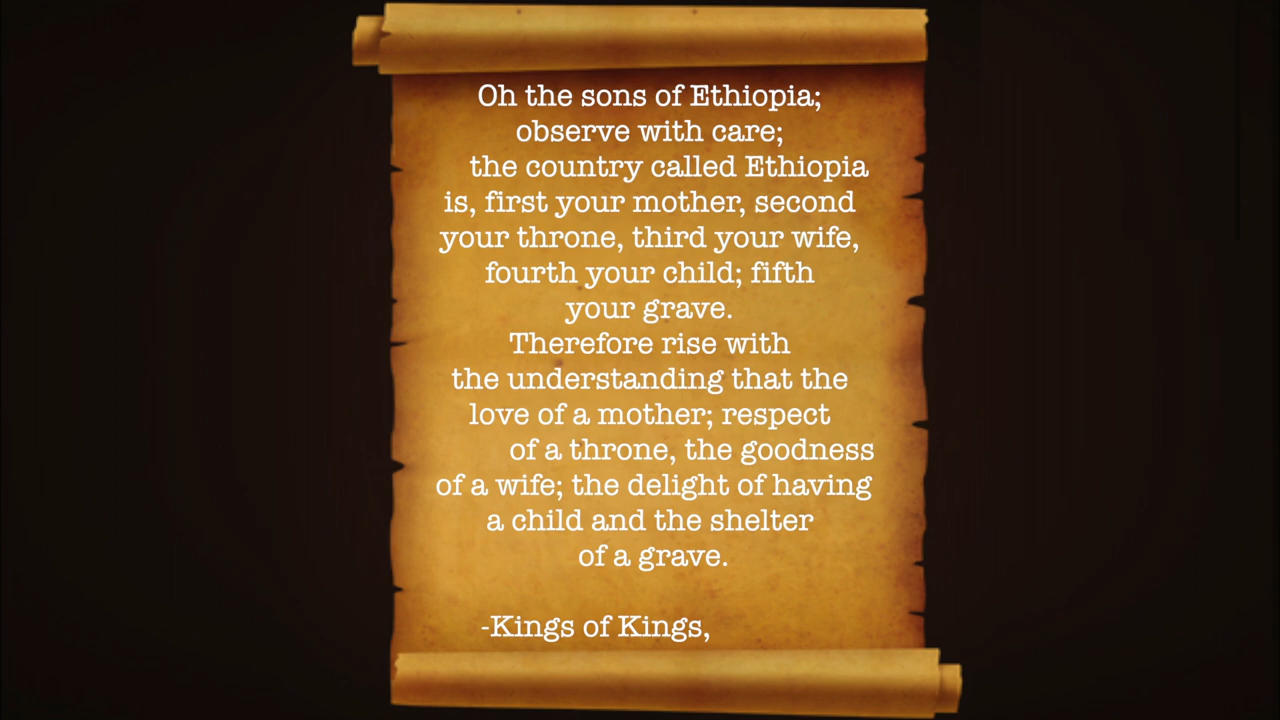 Oh the sons of Ethiopia;
observe with care;
the country called Ethiopia
is, first your mother, second
your throne, third your wife,
fourth your child; fifth
your grave.
Therefore rise with
the understanding that the
love of a mother; respect
of a throne, the goodness
of a wife; the delight of having
a child and the shelter
of a grave.
-Kings of Kings,